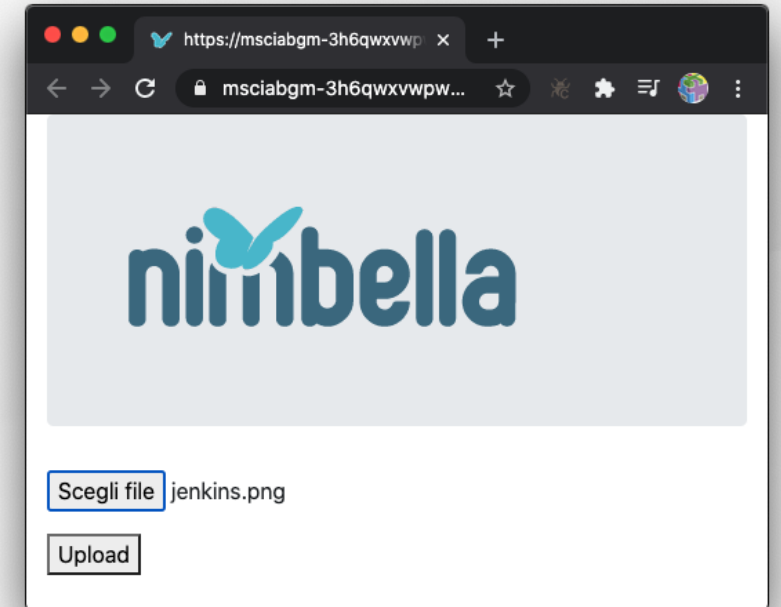 https://msciabgm-3h6qwxvwp
msciabgm-3h6qwxvwpw...
nimbella
Scegli file jenkins.png
Upload